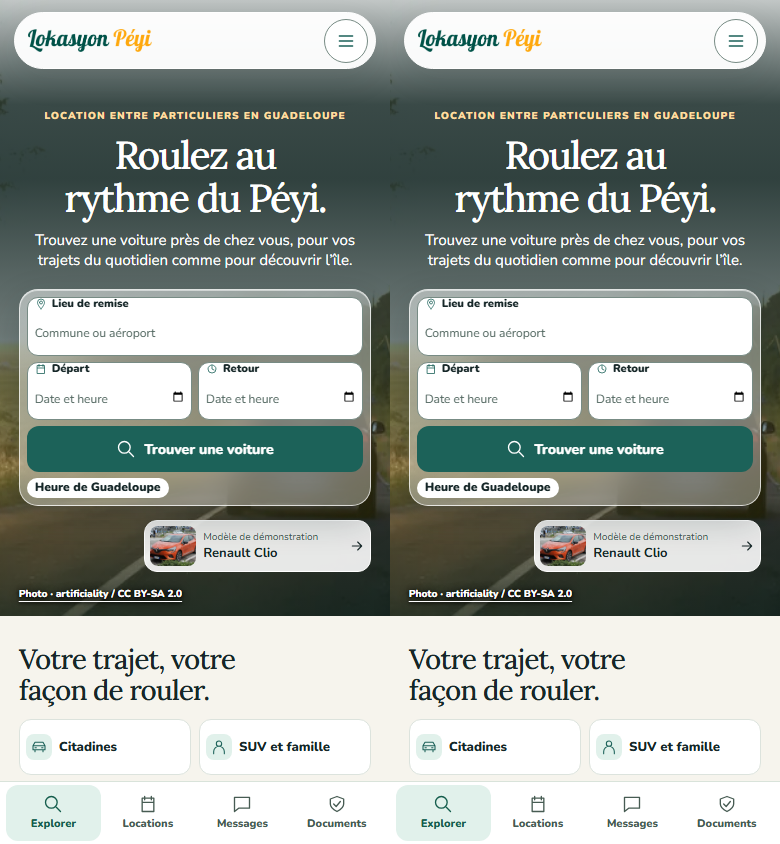 Lokasyon Péyi
LOCATION ENTRE PARTICULIERS EN GUADELOUPE
Roulez au
rythme du Péyi.
Trouvez une voiture près de chez vous, pour vos
trajets du quotidien comme pour découvrir l'île.
Lieu de remise
Commune ou aéroport
Départ
Retour
Date et heure
Date et heure
Trouver une voiture
Heure de Guadeloupe
Modèle de démonstration
Renault Clio
Photo · artificiality / CC BY-SA 2.0
Votre trajet, votre
façon de rouler.
Citadines
SUV et famille
Explorer
Locations
Messages
Documents
Lokasyon Péyi
LOCATION ENTRE PARTICULIERS EN GUADELOUPE
Roulez au
rythme du Péyi.
Trouvez une voiture près de chez vous, pour vos
trajets du quotidien comme pour découvrir l'île.
Lieu de remise
Commune ou aéroport
Départ
Retour
Date et heure
Date et heure
Trouver une voiture
Heure de Guadeloupe
Modèle de démonstration
Renault Clio
Photo · artificiality / CC BY-SA 2.0
Votre trajet, votre
façon de rouler.
Citadines
SUV et famille
Explorer
Locations
Messages
Documents